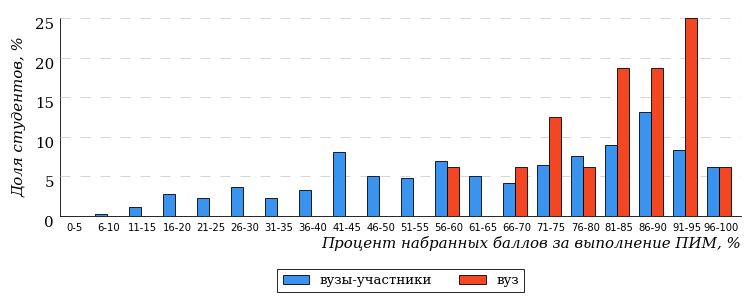 Доля студентов, %
25
20
15
10
5
0
0-5 6-10 11-15 16-20 21-25 26-30 31-35 36-40 41-45 46-50 51-55 56-60 61-65 66-70 71-75 76-80 81-85 86-90 91-95 96-100
Процент набранных баллов за выполнение ПИМ, %
вузы-участники вуз